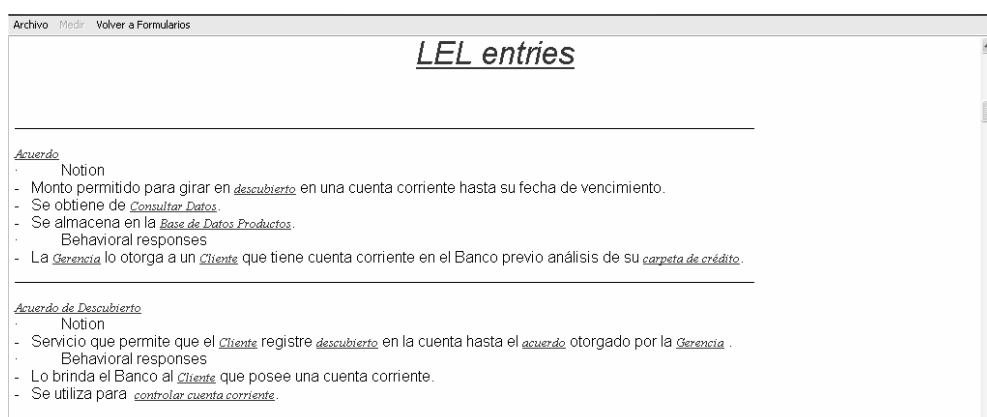 Archivo Medir Volver a Formularios
LEL entries
Acuerdo
· Notion
- Monto permitido para girar en descubierto en una cuenta corriente hasta su fecha de vencimiento.
- Se obtiene de Consultar Datos.
- Se almacena en la Base de Datos Productos.
· Behavioral responses
- La Gerencia lo otorga a un Cliente que tiene cuenta corriente en el Banco previo análisis de su carpeta de crédito.
Acuerdo de Descubierto
· Notion
- Servicio que permite que el Cliente registre descubierto en la cuenta hasta el acuerdo otorgado por la Gerencia .
· Behavioral responses
- Lo brinda el Banco al Cliente que posee una cuenta corriente.
- Se utiliza para controlar cuenta corriente.